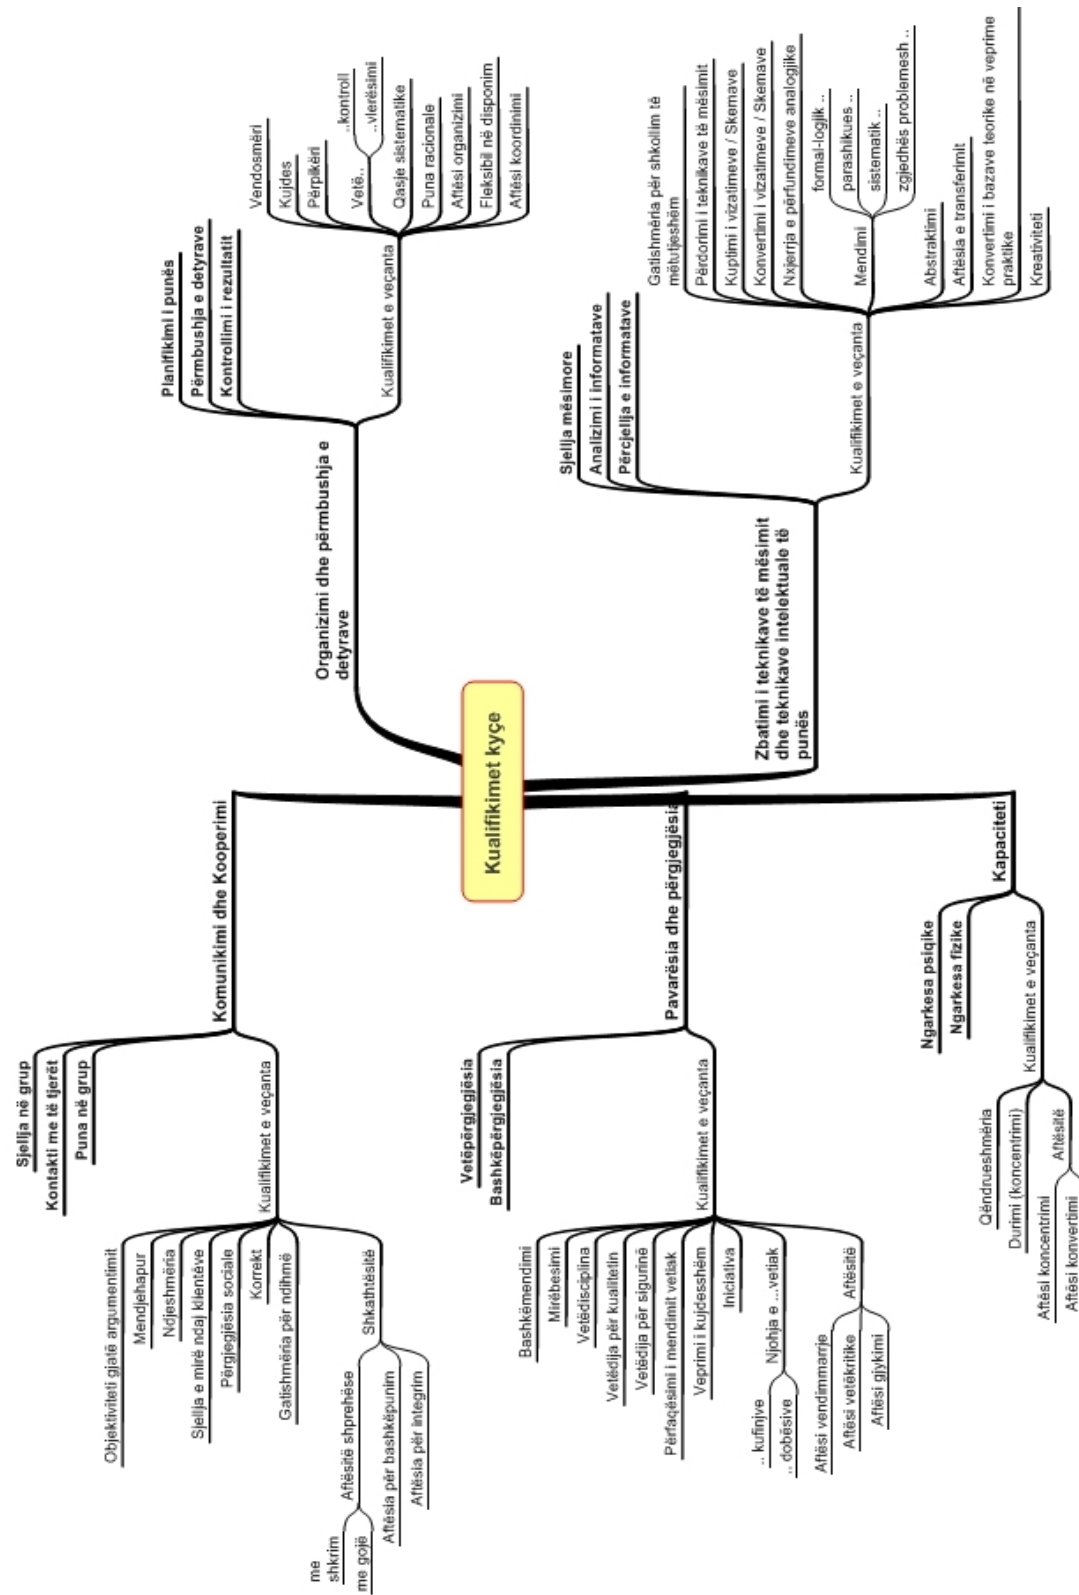 Kualifikimet kyçe
Komunikimi dhe Kooperimi
Sjellja në grup
Kontakti me të tjerët
Puna në grup
Kualifikimet e veçanta
Objektiviteti gjatë argumentimit
Mendjehapur
Ndjeshmëria
Sjellja e mirë ndaj klientëve
Përgjegjësia sociale
Korrekt
Gatishmëria për ndihmë
Shkathtësitë
Aftësitë shprehëse
me
shkrim
me gojë
Aftësia për bashkëpunim
Aftësia për integrim
Pavarësia dhe përgjegjësia
Vetëpërgjegjësia
Bashkëpërgjegjësia
Kualifikimet e veçanta
Bashkëmendimi
Mirëbesimi
Vetëdisciplina
Vetëdija për kualitetin
Vetëdija për sigurinë
Përfaqësimi i mendimit vetiak
Veprimi i kujdesshëm
Iniciativa
Njohja e ...vetiak
.. kufinjve
.. dobësive
Aftësitë
Aftësi vendimmarrje
Aftësi vetëkritike
Aftësi gjykimi
Kapaciteti
Ngarkesa psiqike
Ngarkesa fizike
Kualifikimet e veçanta
Qëndrueshmëria
Durimi (koncentrimi)
Aftësitë
Aftësi koncentrimi
Aftësi konvertimi
Organizimi dhe përmbushja e
detyrave
Planifikimi i punës
Përmbushja e detyrave
Kontrollimi i rezultatit
Kualifikimet e veçanta
Vendosmëri
Kujdes
Përpikëri
Vetë..
..kontroll
..vlerësimi
Qasje sistematike
Puna racionale
Aftësi organizimi
Fleksibil në disponim
Aftësi koordinimi
Zbatimi i teknikave të mësimit
dhe teknikave intelektuale të
punës
Sjellja mësimore
Analizimi i informatave
Përcjellja e informatave
Kualifikimet e veçanta
Gatishmëria për shkollim të
mëtutjeshëm
Përdorimi i teknikave të mësimit
Kuptimi i vizatimeve / Skemave
Konvertimi i vizatimeve / Skemave
Nxjerrja e përfundimeve analogjike
Mendimi
formal-logjik ..
parashikues ..
sistematik ..
zgjedhës problemesh ..
Abstraktimi
Aftësia e transferimit
Konvertimi i bazave teorike në veprime
praktike
Kreativiteti